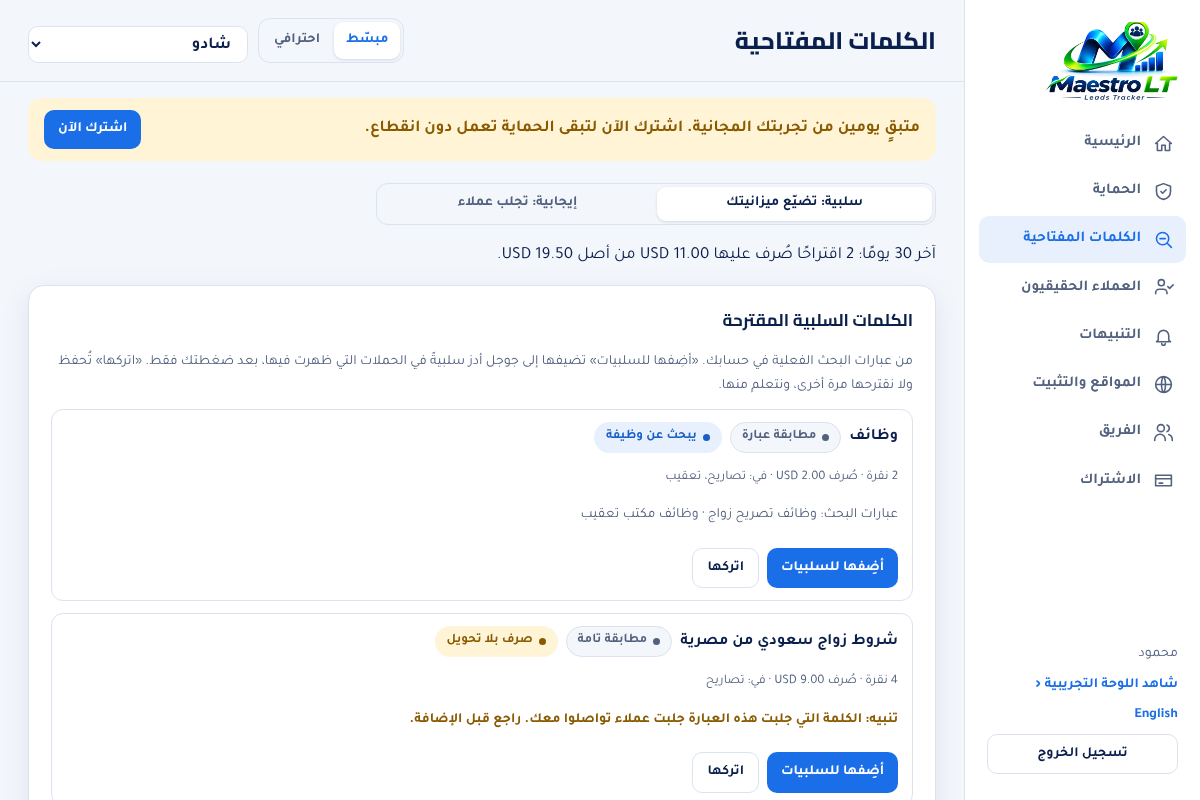 Maestro LT
Leads Tracker
الرئيسية
الحماية
الكلمات المفتاحية
العملاء الحقيقيون
التنبيهات
المواقع والتثبيت
الفريق
الاشتراك
محمود
شاهد اللوحة التجريبية ›
English
تسجيل الخروج
الكلمات المفتاحية
مبسّط
احترافي
شادو
متبقٍ يومين من تجربتك المجانية. اشترك الآن لتبقى الحماية تعمل دون انقطاع.
اشترك الآن
سلبية: تضيّع ميزانيتك
إيجابية: تجلب عملاء
آخر 30 يومًا: 2 اقتراحًا صُرف عليها 11.00 USD من أصل 19.50 USD.
الكلمات السلبية المقترحة
من عبارات البحث الفعلية في حسابك. «أضِفها للسلبيات» تضيفها إلى جوجل أدز سلبيةً في الحملات التي ظهرت فيها، بعد ضغطتك فقط. «اتركها» تُحفظ
ولا نقترحها مرة أخرى، ونتعلم منها.
وظائف
مطابقة عبارة
يبحث عن وظيفة
2 نقرة · صُرف 2.00 USD · في: تصاريح، تعقيب
عبارات البحث: وظائف تصريح زواج · وظائف مكتب تعقيب
أضِفها للسلبيات
اتركها
شروط زواج سعودي من مصرية
مطابقة تامة
صرف بلا تحويل
4 نقرة · صُرف 9.00 USD · في: تصاريح
تنبيه: الكلمة التي جلبت هذه العبارة جلبت عملاء تواصلوا معك. راجع قبل الإضافة.
أضِفها للسلبيات
اتركها